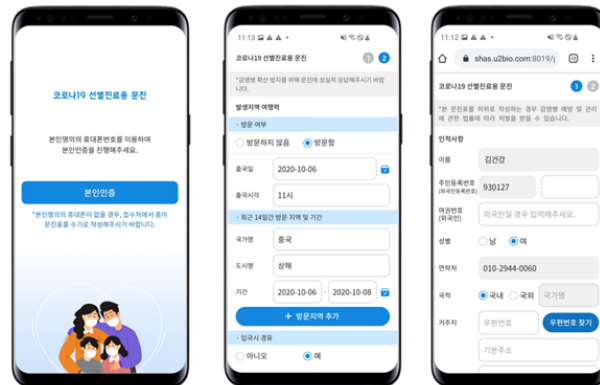 코로나19 선별진료용 문진
본인명의의 휴대폰번호를 이용하여
본인인증을 진행해주세요.
본인인증
*본인명의의 휴대폰이 없을 경우, 접수처에서 종이
문진표를 수기로 작성해주시기 바랍니다.
11:13
코로나19 선별진료용 문진
1 2
*감염병 확산 방지를 위해 문진에 성실히 응답해주시기 바랍
니다.
발생지역 여행력
· 방문 여부
방문하지 않음 방문함
출국일 2020-10-06
출국시각 11시
· 최근 14일간 방문 지역 및 기간
국가명 중국
도시명 상해
기간 2020-10-06 - 2020-10-08
+ 방문지역 추가
· 입국시 경유
아니오 예
11:12
shas.u2bio.com:8019/
코로나19 선별진료용 문진
1 2
*본 문진표를 허위로 작성하는 경우 감염병 예방 및 관리
에 관한 법률에 따라 처벌을 받을 수 있습니다.
인적사항
이름 김건강
주민등록번호 930127 -
(외국인등록번호)
여권번호 외국인일 경우 입력해주세요.
(외국인)
성별 남 여
연락처 010-2944-0060
국적 국내 국외 국가명
거주지 우편번호 우편번호 찾기
기본주소